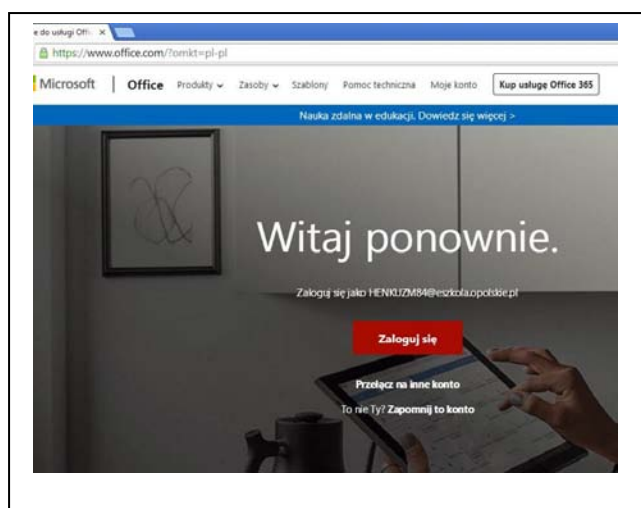 e do usługi Offi
https://www.office.com/?omkt=pl-pl
Microsoft | Office Produkty Zasoby Szablony Pomoc techniczna Moje konto Kup usługę Office 365
Nauka zdalna w edukacji. Dowiedz się więcej >
Witaj ponownie.
Zaloguj się jako HENKUZM84@eszkola.opolskie.pl
Zaloguj się
Przełącz na inne konto
To nie Ty? Zapomnij to konto